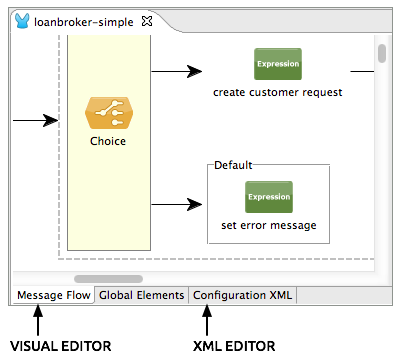 loanbroker-simple
Expression
create customer request
Choice
Default
Expression
set error message
Message Flow Global Elements Configuration XML
VISUAL EDITOR XML EDITOR